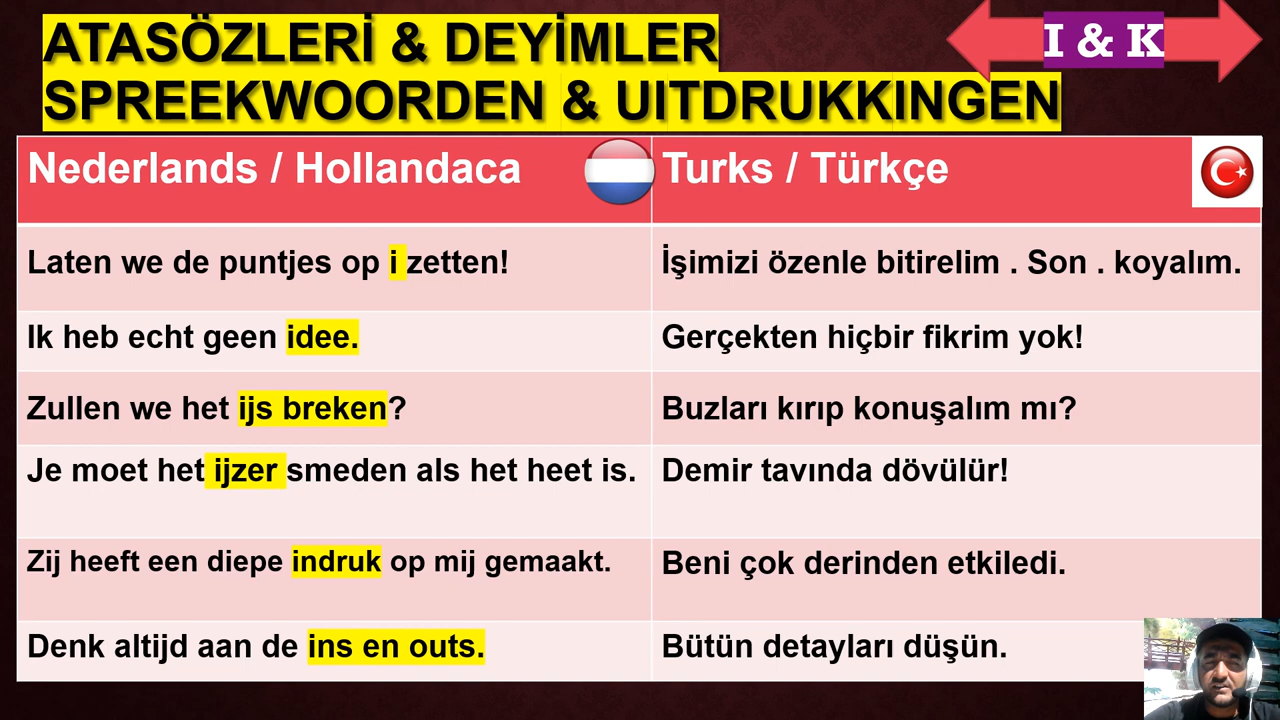 ATASÖZLERİ & DEYİMLER
SPREEKWOORDEN & UITDRUKKINGEN
I & K
Nederlands / Hollandaca
Turks / Türkçe
Laten we de puntjes op i zetten!
İşimizi özenle bitirelim . Son . koyalım.
Ik heb echt geen idee.
Gerçekten hiçbir fikrim yok!
Zullen we het ijs breken?
Buzları kırıp konuşalım mı?
Je moet het ijzer smeden als het heet is.
Demir tavında dövülür!
Zij heeft een diepe indruk op mij gemaakt.
Beni çok derinden etkiledi.
Denk altijd aan de ins en outs.
Bütün detayları düşün.